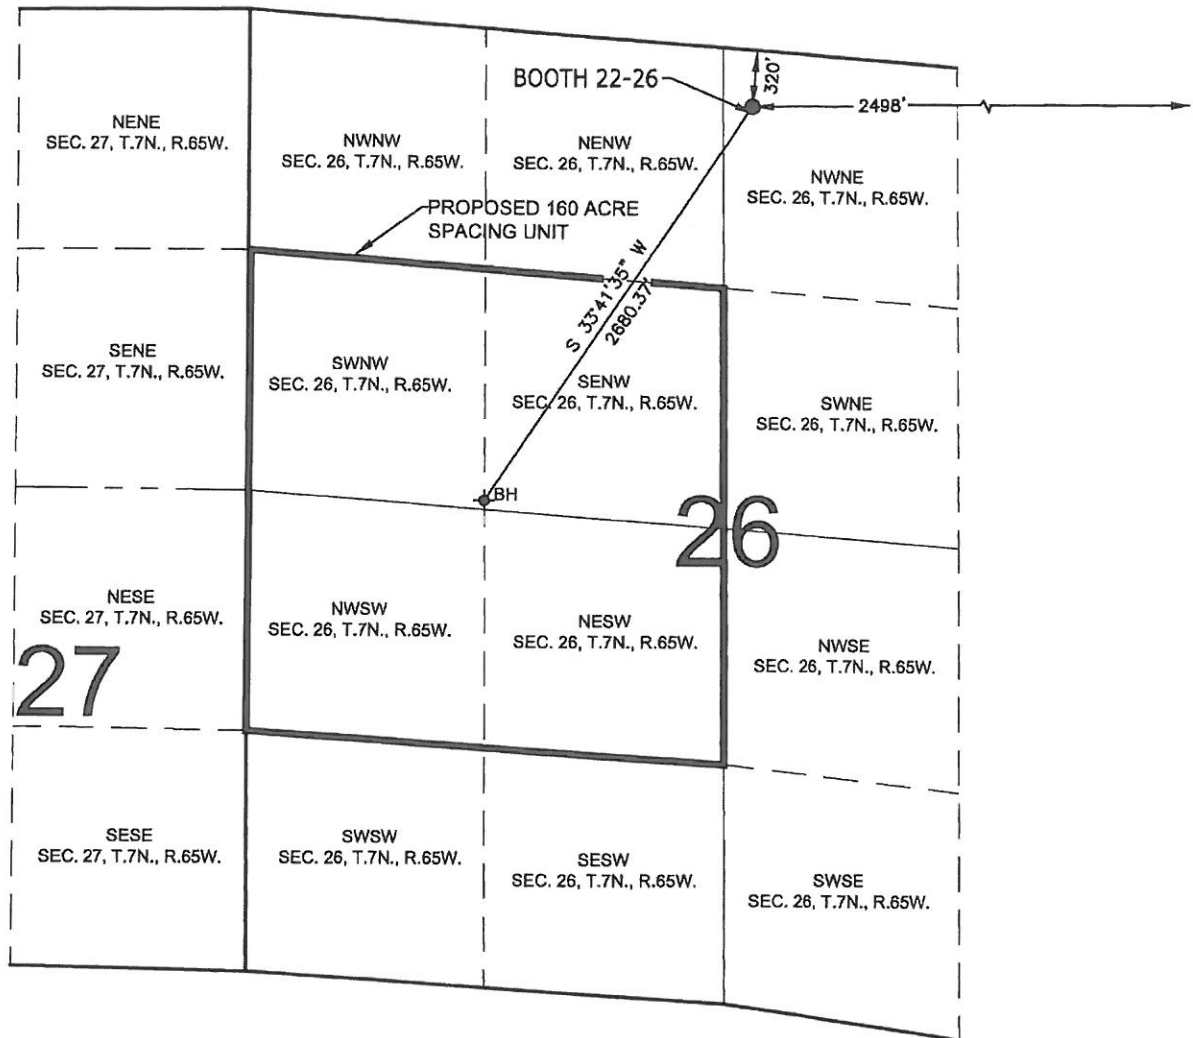 BOOTH 22-26
320'
2498'
NENE
SEC. 27, T.7N., R.65W.
NWNW
SEC. 26, T.7N., R.65W.
NENW
SEC. 26, T.7N., R.65W.
NWNE
SEC. 26, T.7N., R.65W.
PROPOSED 160 ACRE
SPACING UNIT
S 33°41'35" W
2680.37'
SENE
SEC. 27, T.7N., R.65W.
SWNW
SEC. 26, T.7N., R.65W.
SENW
SEC. 26, T.7N., R.65W.
SWNE
SEC. 26, T.7N., R.65W.
BH
26
NESE
SEC. 27, T.7N., R.65W.
NWSW
SEC. 26, T.7N., R.65W.
NESW
SEC. 26, T.7N., R.65W.
NWSE
SEC. 26, T.7N., R.65W.
27
SESE
SEC. 27, T.7N., R.65W.
SWSW
SEC. 26, T.7N., R.65W.
SESW
SEC. 26, T.7N., R.65W.
SWSE
SEC. 26, T.7N., R.65W.